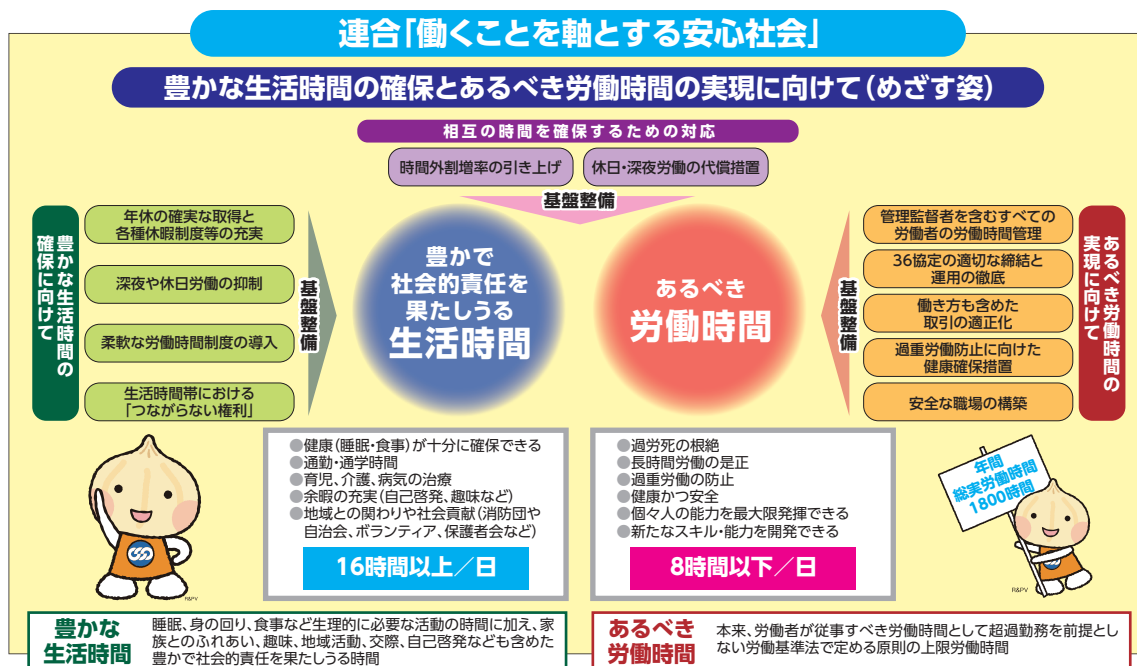 連合「働くことを軸とする安心社会」
豊かな生活時間の確保とあるべき労働時間の実現に向けて(めざす姿)
相互の時間を確保するための対応
時間外割増率の引き上げ
休日・深夜労働の代償措置
基盤整備
豊かな生活時間の
確保に向けて
年休の確実な取得と
各種休暇制度等の充実
深夜や休日労働の抑制
柔軟な労働時間制度の導入
生活時間帯における
「つながらない権利」
基盤整備
豊かで
社会的責任を
果たしうる
生活時間
あるべき
労働時間
基盤整備
管理監督者を含むすべての
労働者の労働時間管理
36協定の適切な締結と
運用の徹底
働き方も含めた
取引の適正化
過重労働防止に向けた
健康確保措置
安全な職場の構築
あるべき労働時間の
実現に向けて
●健康(睡眠・食事)が十分に確保できる
●通勤・通学時間
●育児、介護、病気の治療
●余暇の充実(自己啓発、趣味など)
●地域との関わりや社会貢献(消防団や
自治会、ボランティア、保護者会など)
16時間以上/日
●過労死の根絶
●長時間労働の是正
●過重労働の防止
●健康かつ安全
●個々人の能力を最大限発揮できる
●新たなスキル・能力を開発できる
8時間以下/日
年間
総実労働時間
1800時間
R&PV
R&PV
豊かな
生活時間
睡眠、身の回り、食事など生理的に必要な活動の時間に加え、家
族とのふれあい、趣味、地域活動、交際、自己啓発なども含めた
豊かで社会的責任を果たしうる時間
あるべき
労働時間
本来、労働者が従事すべき労働時間として超過勤務を前提とし
ない労働基準法で定める原則の上限労働時間